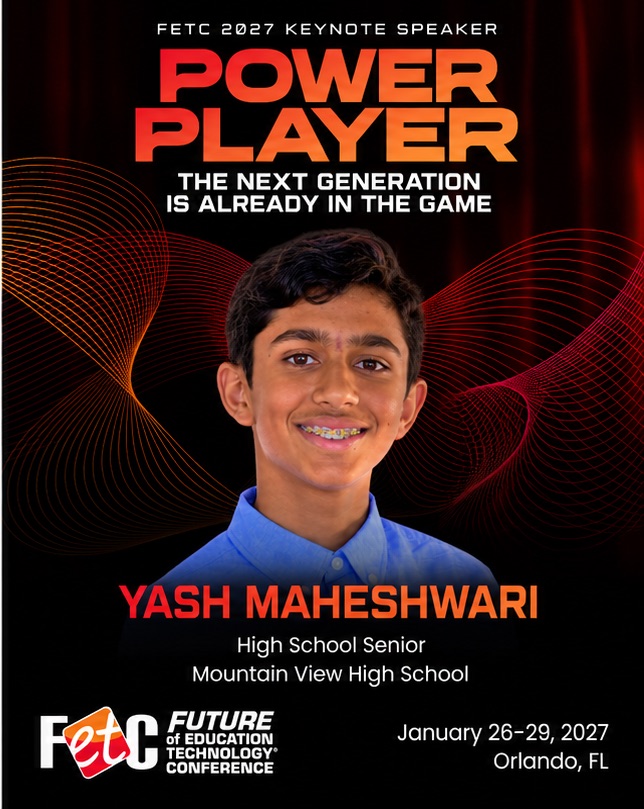 FETC 2027 KEYNOTE SPEAKER
POWER
PLAYER
THE NEXT GENERATION
IS ALREADY IN THE GAME
YASH MAHESHWARI
High School Senior
Mountain View High School
FetC
FUTURE
of EDUCATION
TECHNOLOGY®
CONFERENCE
January 26-29, 2027
Orlando, FL